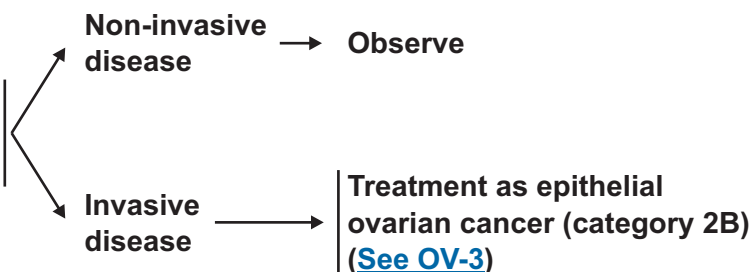 Non-invasive
disease
Observe
Invasive
disease
Treatment as epithelial
ovarian cancer (category 2B)
(See OV-3)